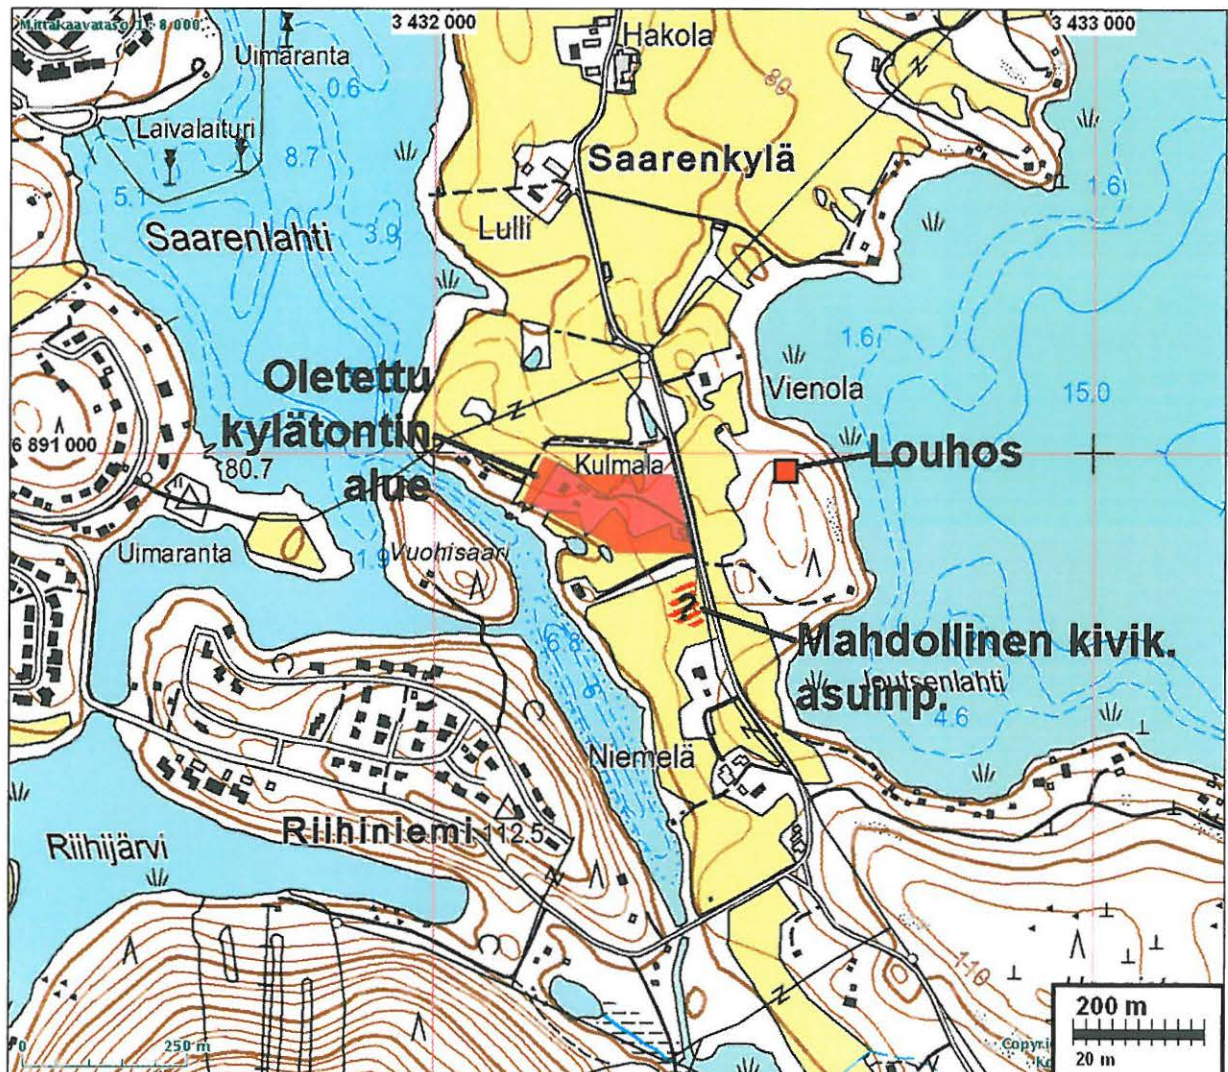 Mittakaavataso 1 : 8 000
3 432 000
3 433 000
Hakola
Uimaranta
0.6
80
Laivalaituri
8.7
Saarenkylä
5.1
1.6
Lulli
Saarenlahti
3.9
1.6
Oletettu
kylätontin
alue
Vienola
15.0
6 891 000
80.7
Kulmala
Louhos
Uimaranta
1.9
Vuohisaari
6.8
Mahdollinen kivik.
asuinp.
Joutsenlahti
4.6
Niemelä
Riihiniemi 112.5
Riihijärvi
110
200 m
20 m
0
250 m